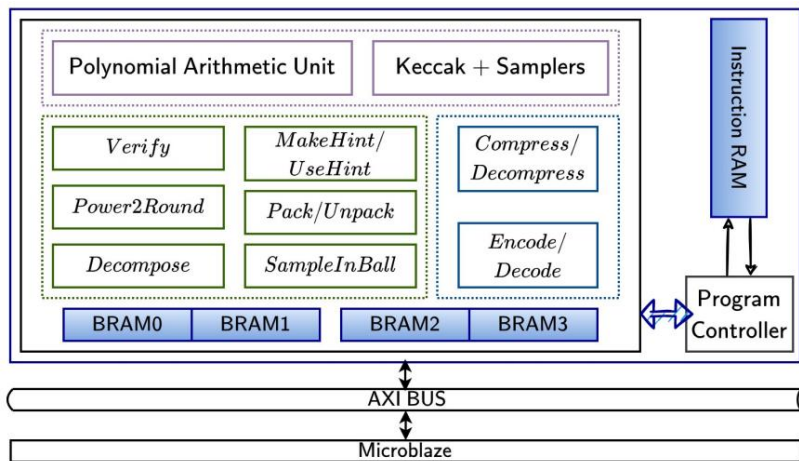 Polynomial Arithmetic Unit
Keccak + Samplers
Verify
MakeHint/
UseHint
Compress/
Decompress
Power2Round
Pack/Unpack
Decompose
SampleInBall
Encode/
Decode
BRAM0
BRAM1
BRAM2
BRAM3
Instruction RAM
Program
Controller
AXI BUS
Microblaze